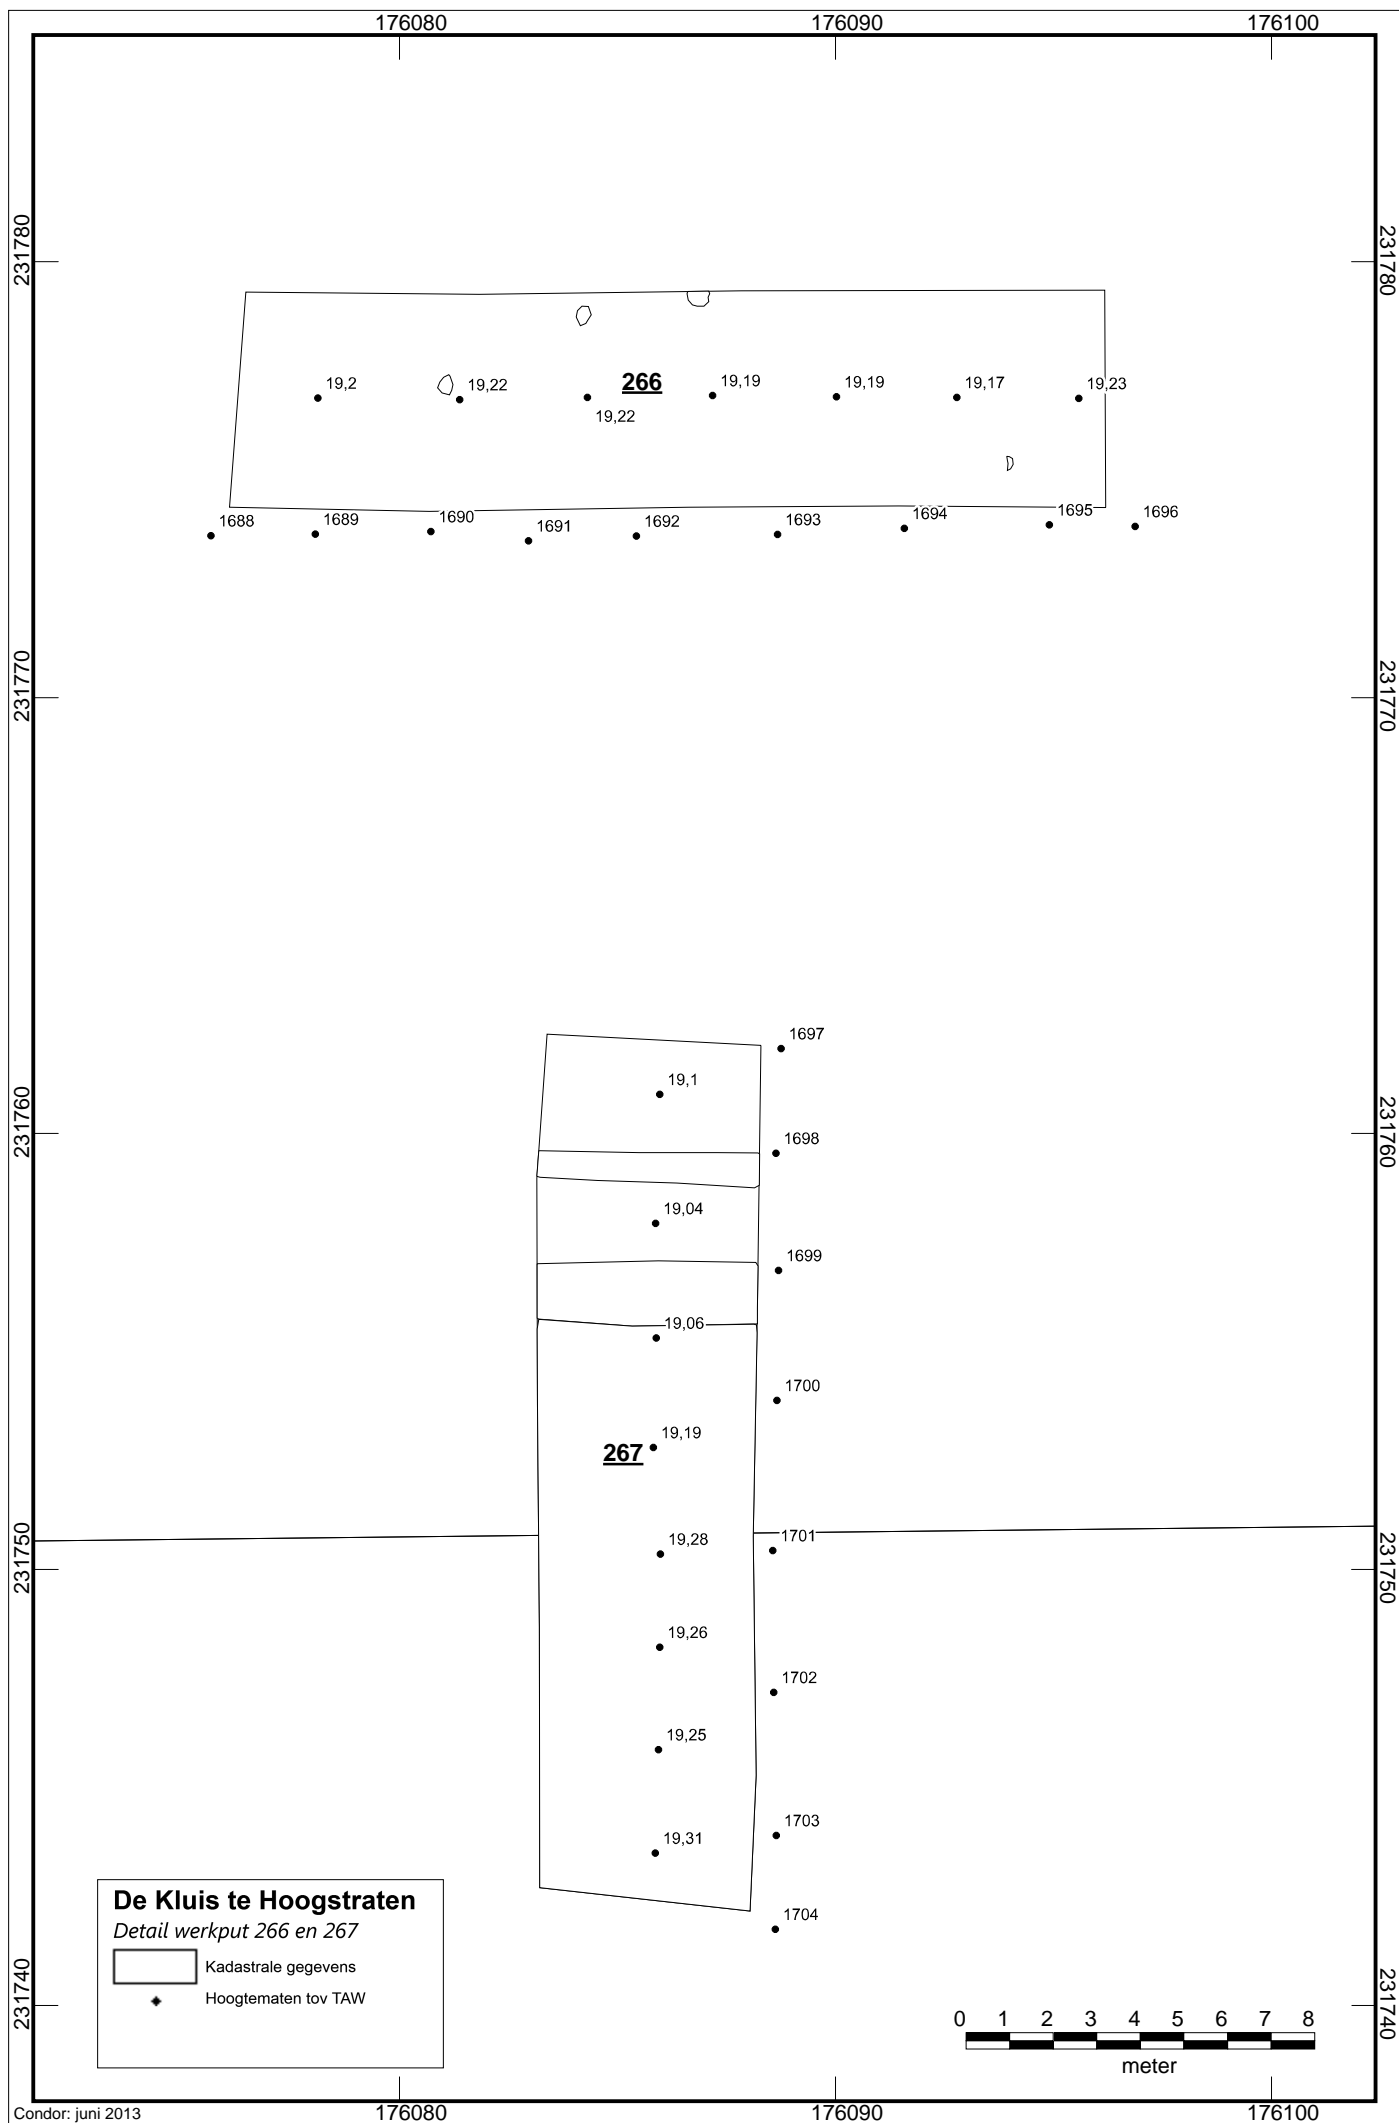 176080 176090 176100
231780 231780
19,2 19,22 19,22 266 19,19 19,19 19,17 19,23
1688 1689 1690 1691 1692 1693 1694 1695 1696
231770 231770
1697
19,1
231760 231760
1698
19,04
1699
19,06
1700
19,19
267
231750 231750
19,28 1701
19,26
1702
19,25
1703
19,31
1704
De Kluis te Hoogstraten
Detail werkput 266 en 267
Kadastrale gegevens
Hoogtematen tov TAW
231740 231740
0 1 2 3 4 5 6 7 8
meter
Condor: juni 2013
176080 176090 176100